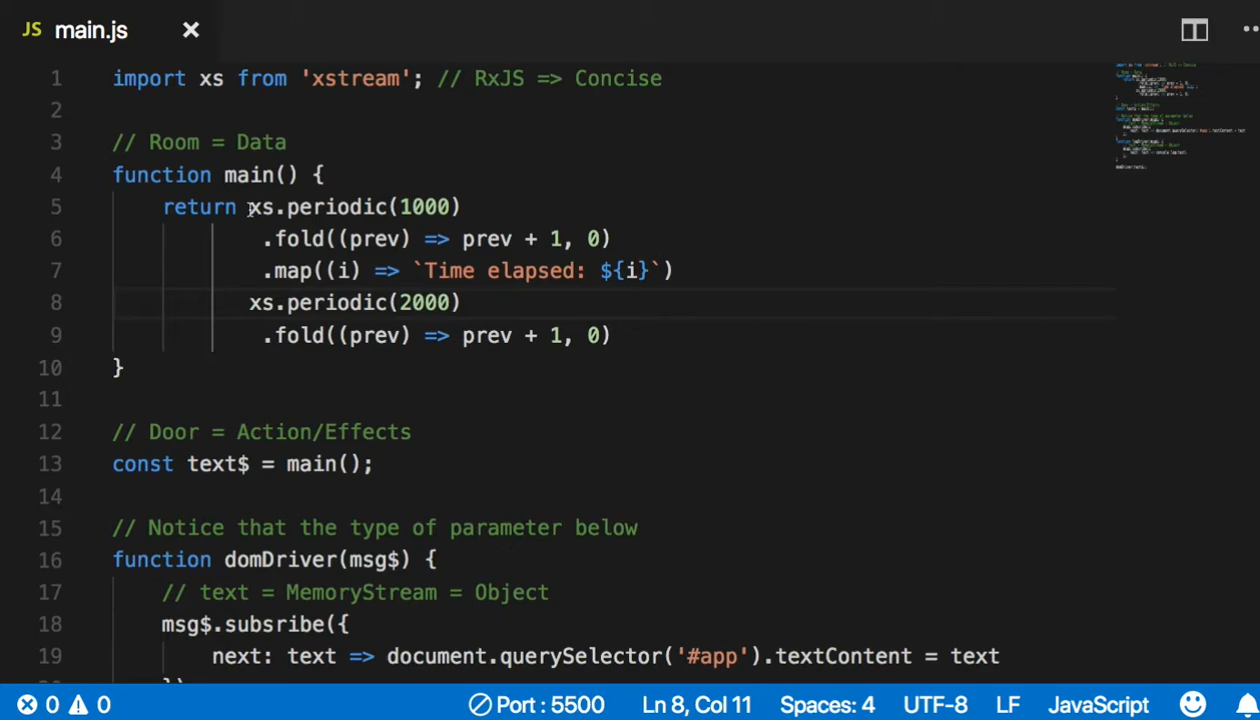 JS main.js
1 import xs from 'xstream'; // RxJS => Concise
2
3 // Room = Data
4 function main() {
5 return xs.periodic(1000)
6 .fold((prev) => prev + 1, 0)
7 .map((i) => `Time elapsed: ${i}`)
8 xs.periodic(2000)
9 .fold((prev) => prev + 1, 0)
10 }
11
12 // Door = Action/Effects
13 const text$ = main();
14
15 // Notice that the type of parameter below
16 function domDriver(msg$) {
17 // text = MemoryStream = Object
18 msg$.subsribe({
19 next: text => document.querySelector('#app').textContent = text
0 0 Port : 5500 Ln 8, Col 11 Spaces: 4 UTF-8 LF JavaScript